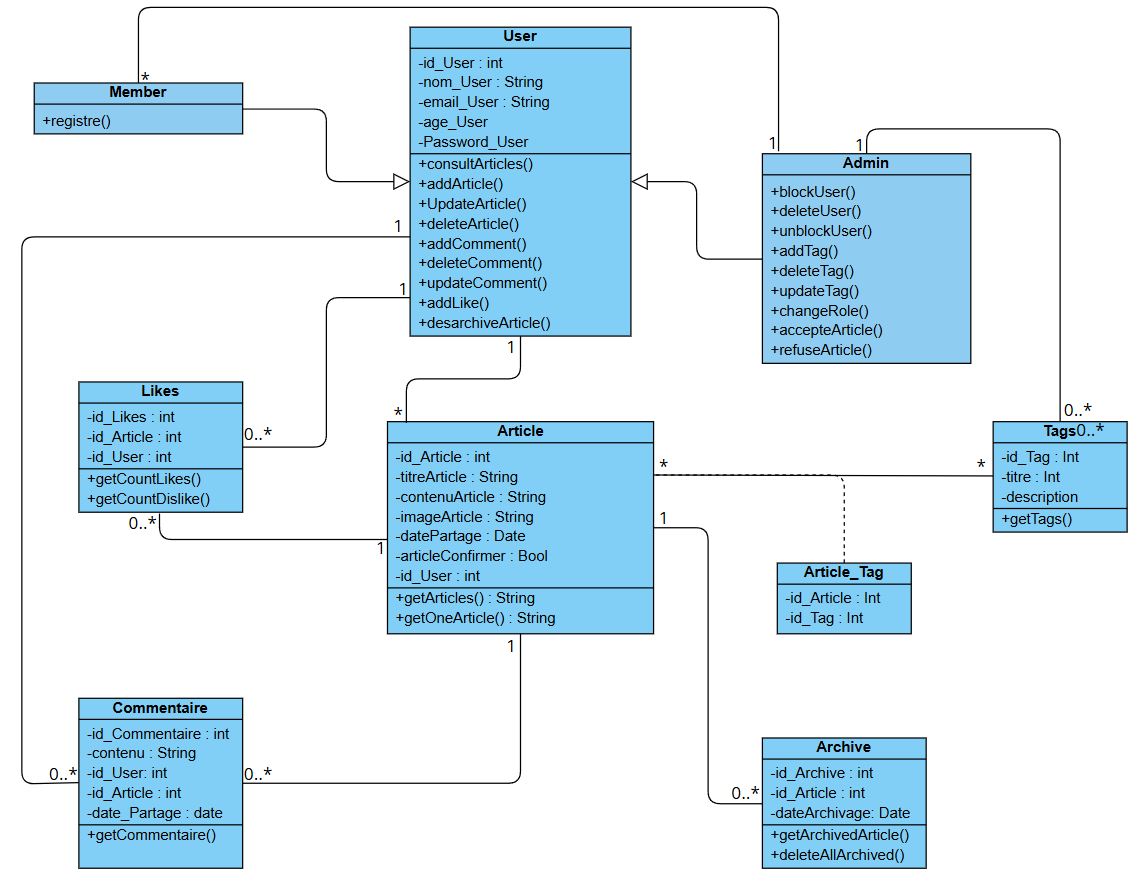 User
-id_User : int
-nom_User : String
-email_User : String
-age_User
-Password_User
+consultArticles()
+addArticle()
+UpdateArticle()
+deleteArticle()
+addComment()
+deleteComment()
+updateComment()
+addLike()
+desarchiveArticle()
*
Member
+registre()
1
1
Admin
+blockUser()
+deleteUser()
+unblockUser()
+addTag()
+deleteTag()
+updateTag()
+changeRole()
+accepteArticle()
+refuseArticle()
1
1
1
Likes
-id_Likes : int
-id_Article : int
-id_User : int
+getCountLikes()
+getCountDislike()
0..*
0..*
1
*
Article
-id_Article : int
-titreArticle : String
-contenuArticle : String
-imageArticle : String
-datePartage : Date
-articleConfirmer : Bool
-id_User : int
+getArticles() : String
+getOneArticle() : String
*
*
1
1
0..*
Tags0..*
-id_Tag : Int
-titre : Int
-description
+getTags()
Article_Tag
-id_Article : Int
-id_Tag : Int
Commentaire
-id_Commentaire : int
-contenu : String
-id_User: int
-id_Article : int
-date_Partage : date
+getCommentaire()
0..*
0..*
0..*
Archive
-id_Archive : int
-id_Article : int
-dateArchivage: Date
+getArchivedArticle()
+deleteAllArchived()